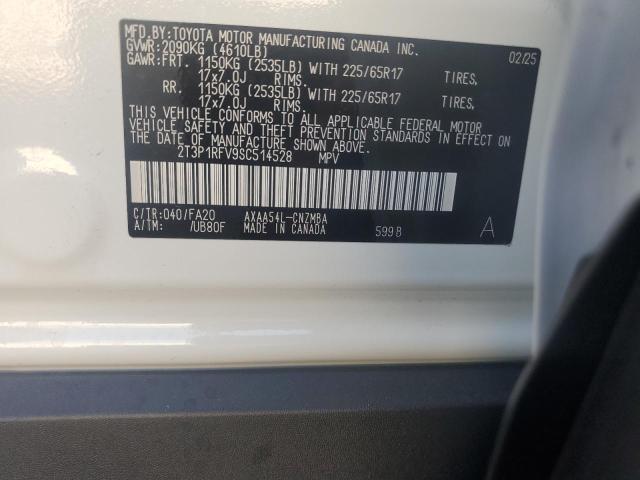 MFD.BY:TOYOTA MOTOR MANUFACTURING CANADA INC.
02/25
GVWR:2090KG (4610LB)
GAWR:FRT. 1150KG (2535LB) WITH 225/65R17 TIRES,
17x7.0J RIMS.
RR. 1150KG (2535LB) WITH 225/65R17 TIRES,
17x7.0J RIMS.
THIS VEHICLE CONFORMS TO ALL APPLICABLE FEDERAL MOTOR
VEHICLE SAFETY AND THEFT PREVENTION STANDARDS IN EFFECT ON
THE DATE OF MANUFACTURE SHOWN ABOVE.
2T3P1RFV9SC514528 MPV
C/TR:040/FA20 AXAA54L-CNZMBA
A/TM: /UB80F MADE IN CANADA 599B A